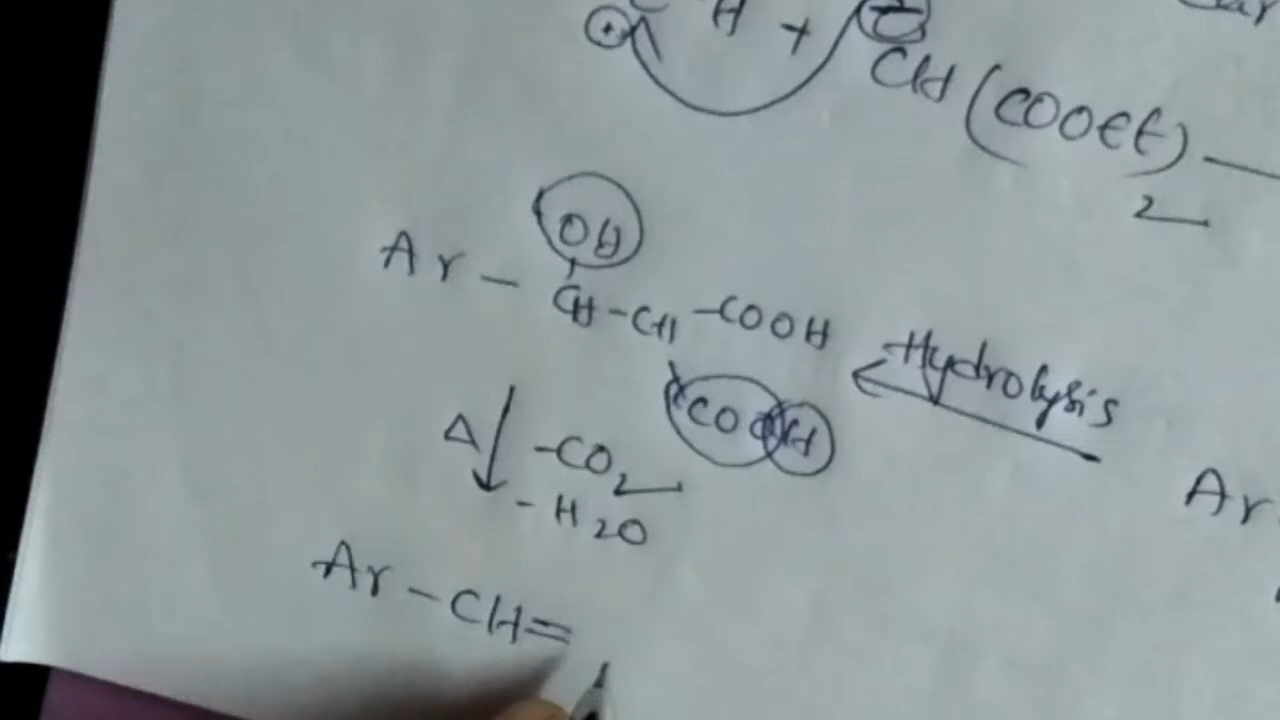 H +
CH(COOEt)
2
OH
Ar - CH - CH - COOH
COOH
Hydrolysis
Δ -CO2
- H2O
Ar
Ar - CH =